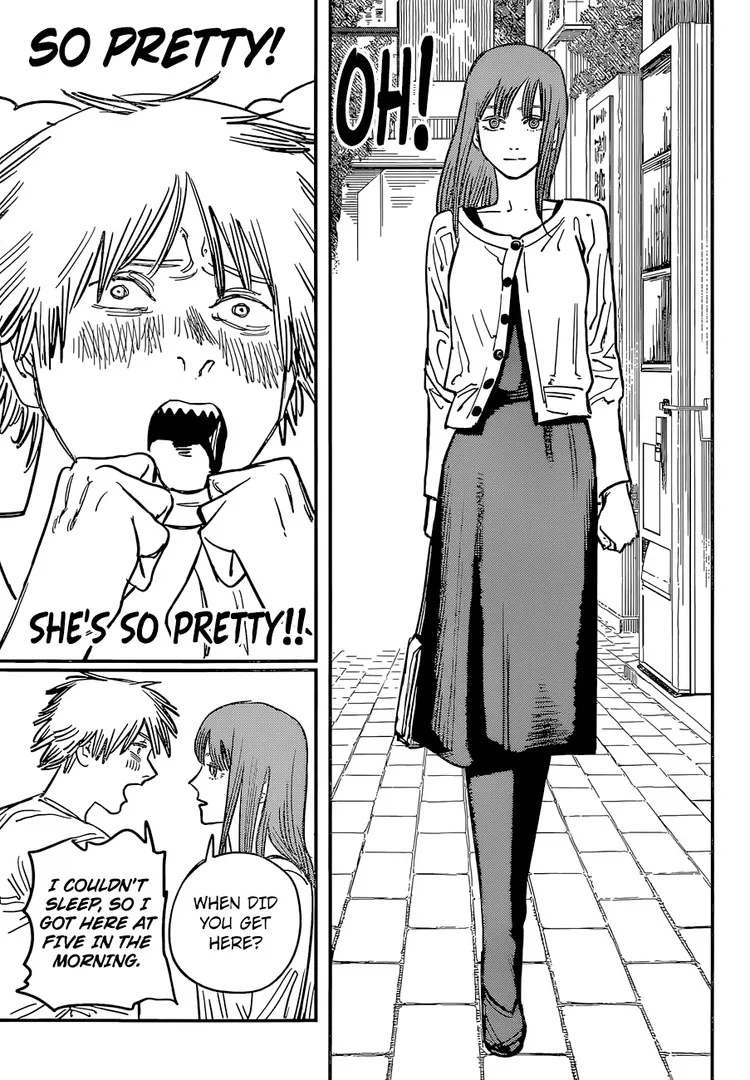 OH!
SO PRETTY!
SHE'S SO PRETTY!!
WHEN DID
YOU GET
HERE?
I COULDN'T
SLEEP, SO I
GOT HERE AT
FIVE IN THE
MORNING.